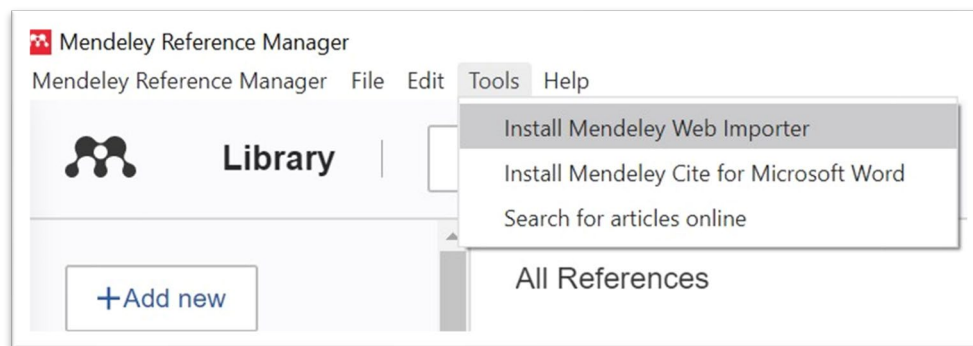 Mendeley Reference Manager
Mendeley Reference Manager File Edit Tools Help
Library
Install Mendeley Web Importer
Install Mendeley Cite for Microsoft Word
Search for articles online
+Add new
All References